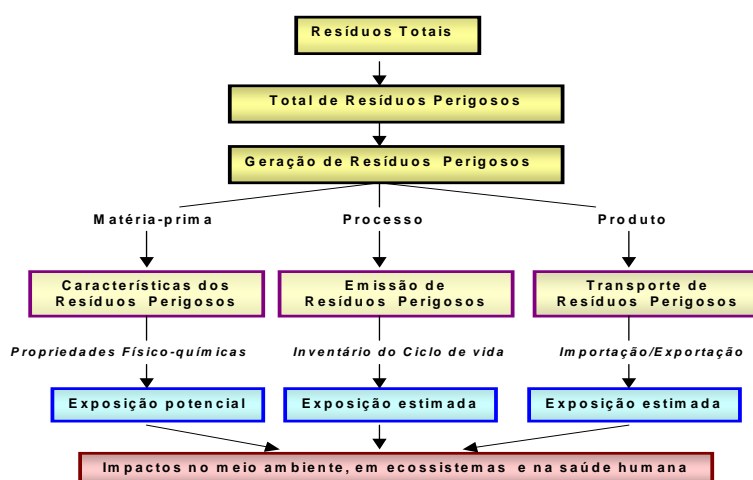 Resíduos Totais
Total de Resíduos Perigosos
Geração de Resíduos Perigosos
Matéria-prima
Processo
Produto
Características dos
Resíduos Perigosos
Emissão de
Resíduos Perigosos
Transporte de
Resíduos Perigosos
Propriedades Físico-químicas
Inventário do Ciclo de vida
Importação/Exportação
Exposição potencial
Exposição estimada
Exposição estimada
Impactos no meio ambiente, em ecossistemas e na saúde humana